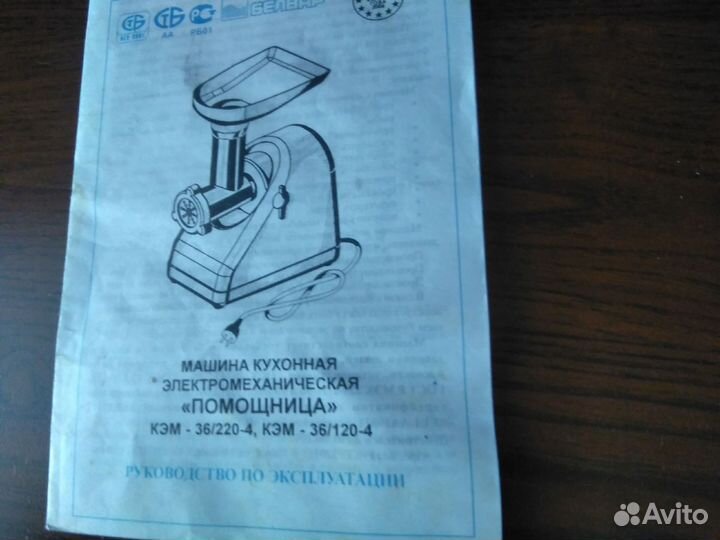 БЕЛВАР
АА
РБ01
МАШИНА КУХОННАЯ
ЭЛЕКТРОМЕХАНИЧЕСКАЯ
«ПОМОЩНИЦА»
КЭМ - 36/220-4, КЭМ - 36/120-4
РУКОВОДСТВО ПО ЭКСПЛУАТАЦИИ
Avito